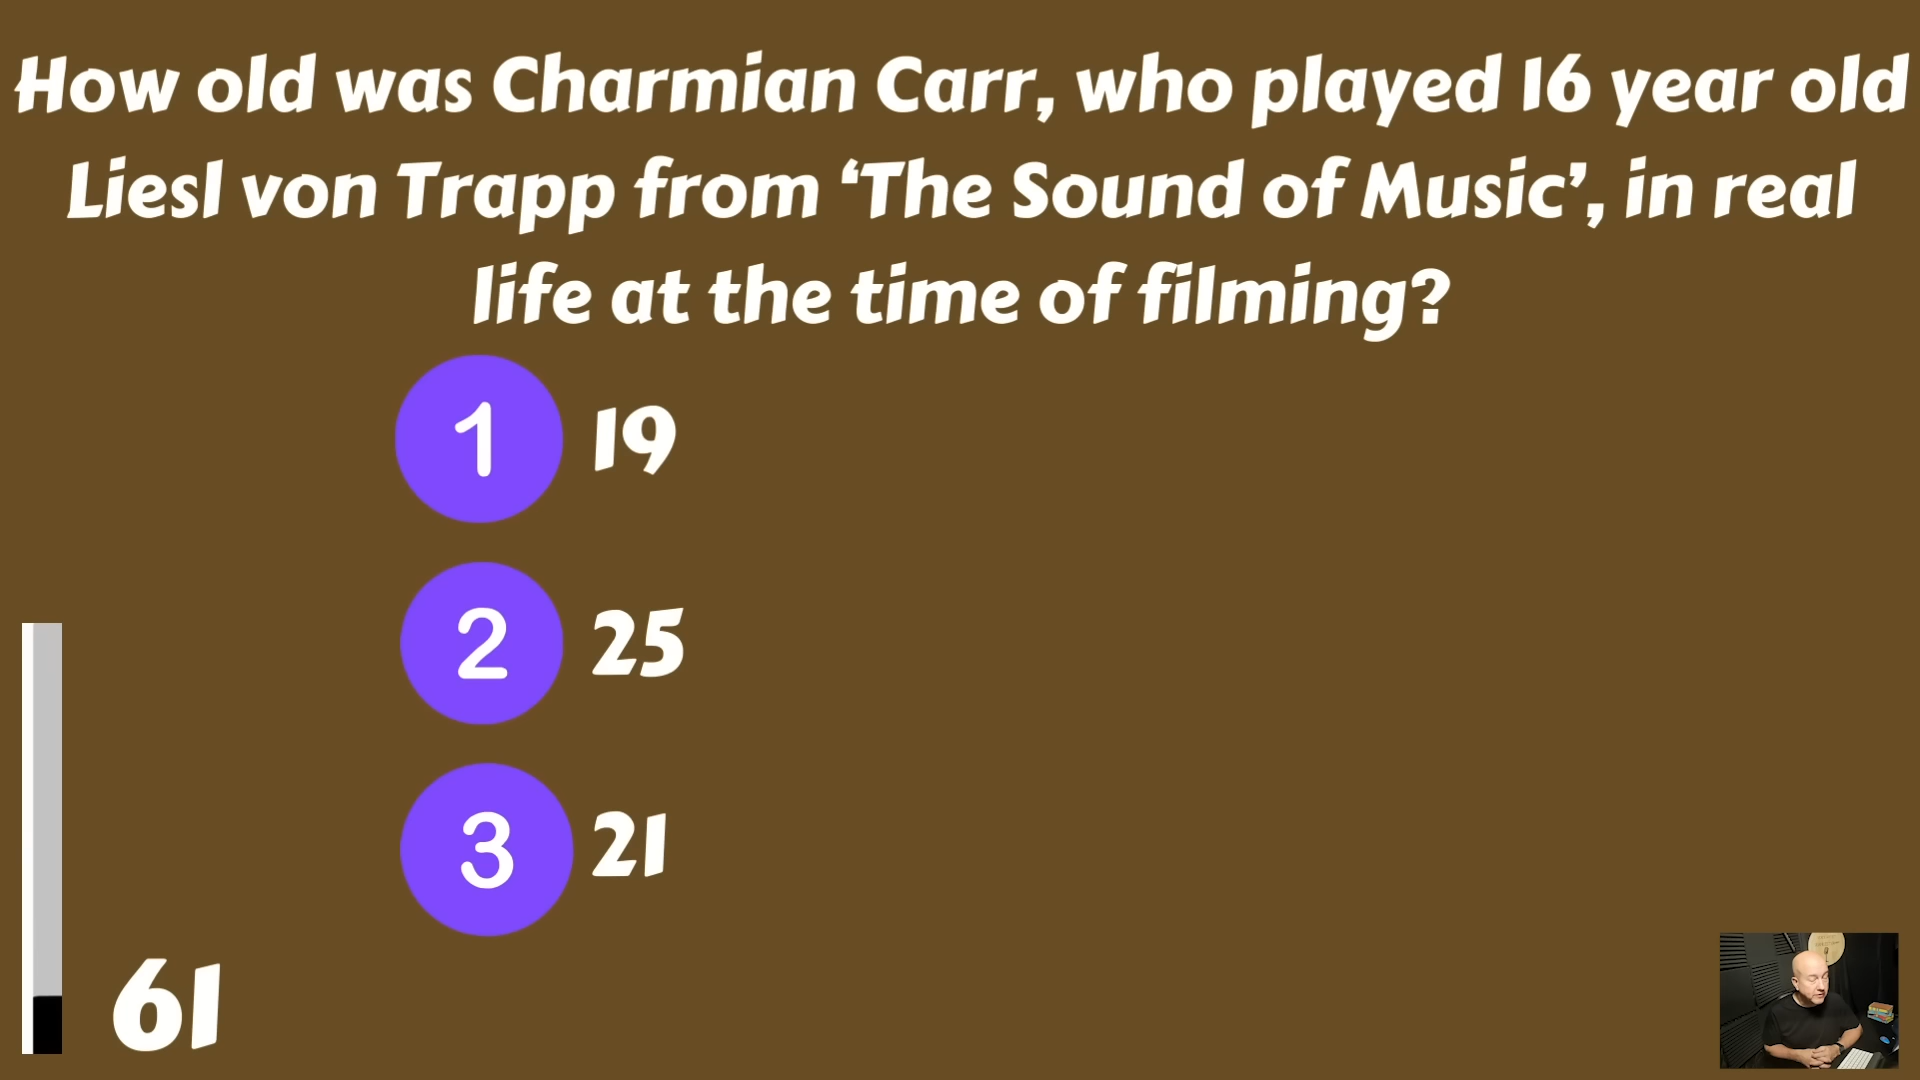 How old was Charmian Carr, who played 16 year old
Liesl von Trapp from ‘The Sound of Music’, in real
life at the time of filming?
1 19
2 25
3 21
61